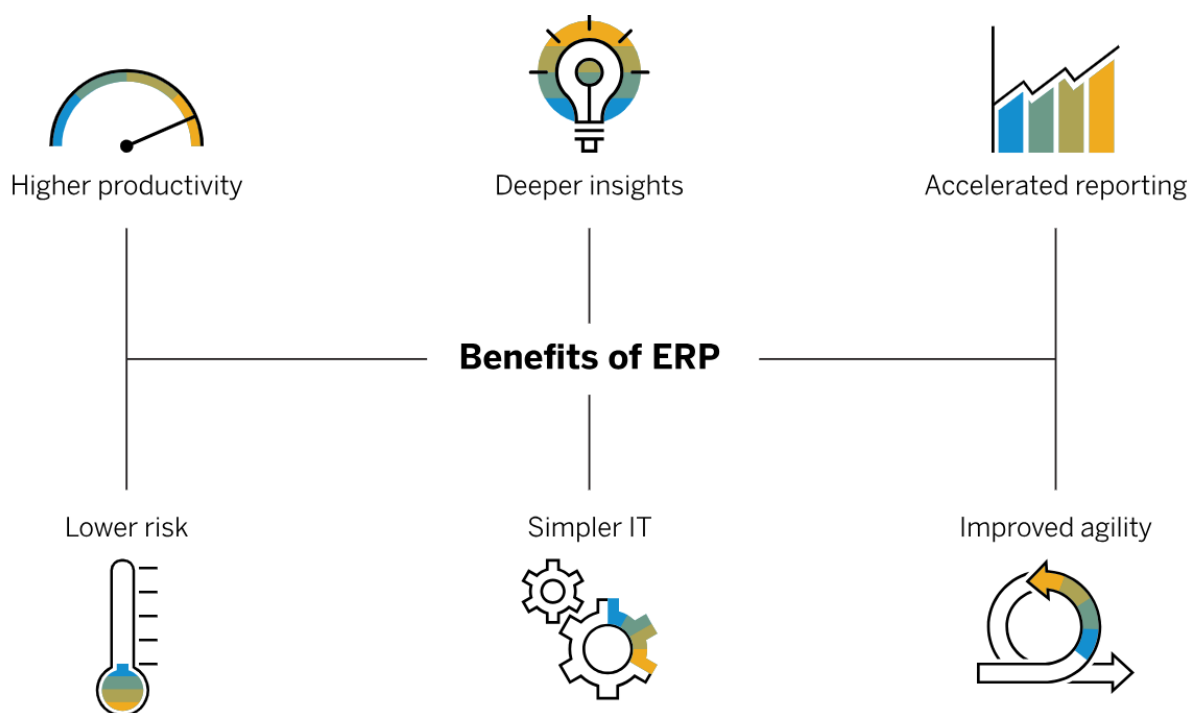 Higher productivity
Deeper insights
Accelerated reporting
Benefits of ERP
Lower risk
Simpler IT
Improved agility